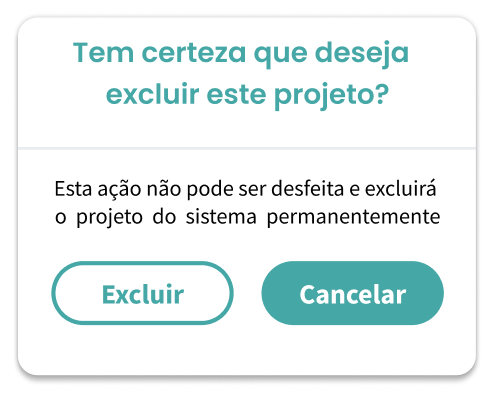 Tem certeza que deseja
excluir este projeto?
Esta ação não pode ser desfeita e excluirá
o projeto do sistema permanentemente
Excluir
Cancelar